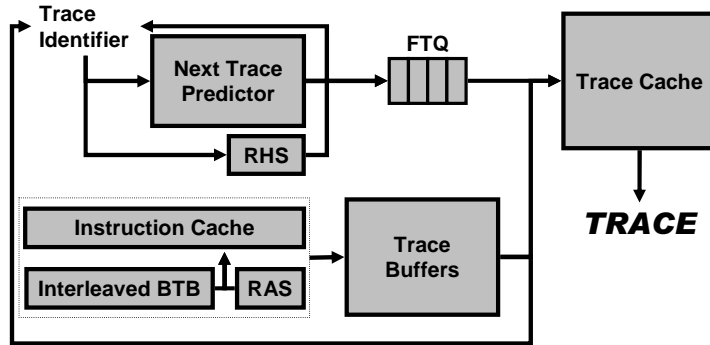 Trace
Identifier
Next Trace
Predictor
RHS
FTQ
Trace Cache
TRACE
Instruction Cache
Interleaved BTB
RAS
Trace
Buffers